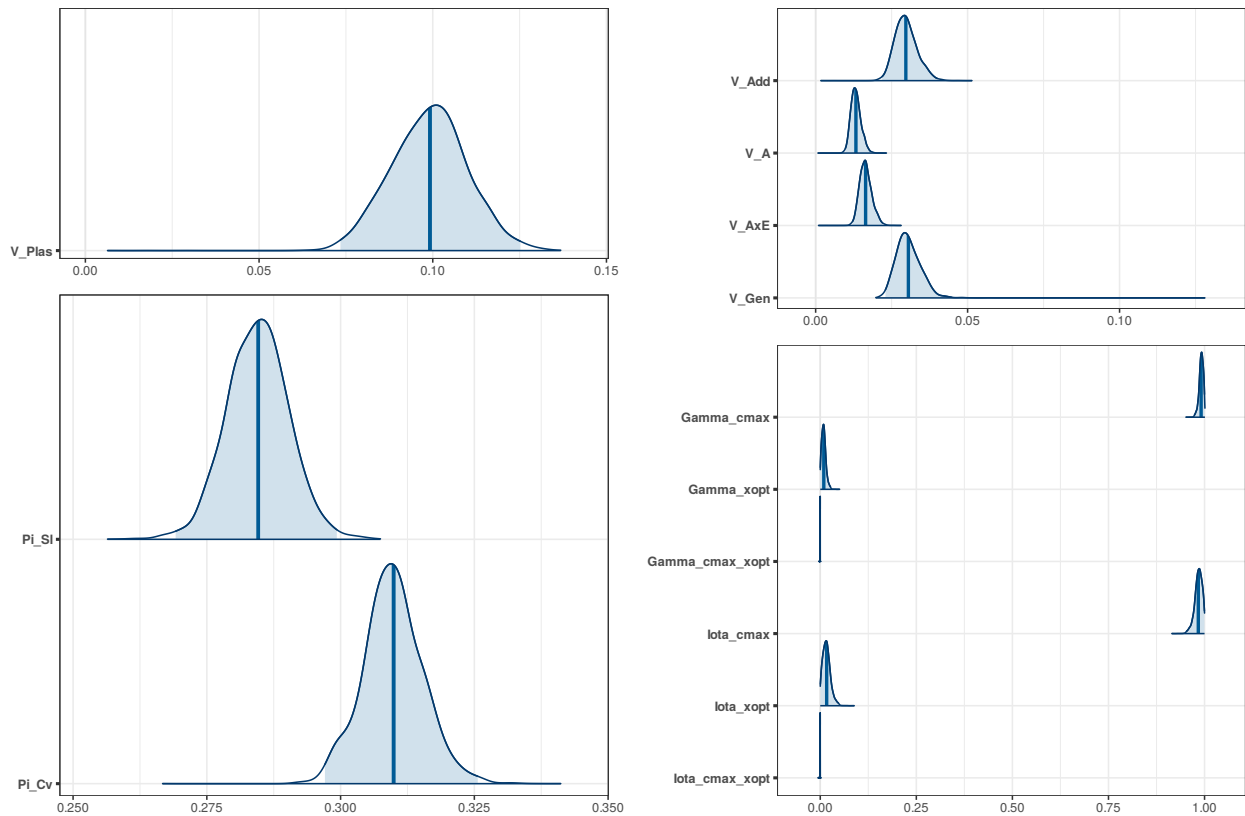 V_Plas
0.00 0.05 0.10 0.15
Pi_Sl
Pi_Cv
0.250 0.275 0.300 0.325 0.350
V_Add
V_A
V_AxE
V_Gen
0.00 0.05 0.10
Gamma_cmax
Gamma_xopt
Gamma_cmax_xopt
Iota_cmax
Iota_xopt
Iota_cmax_xopt
0.00 0.25 0.50 0.75 1.00